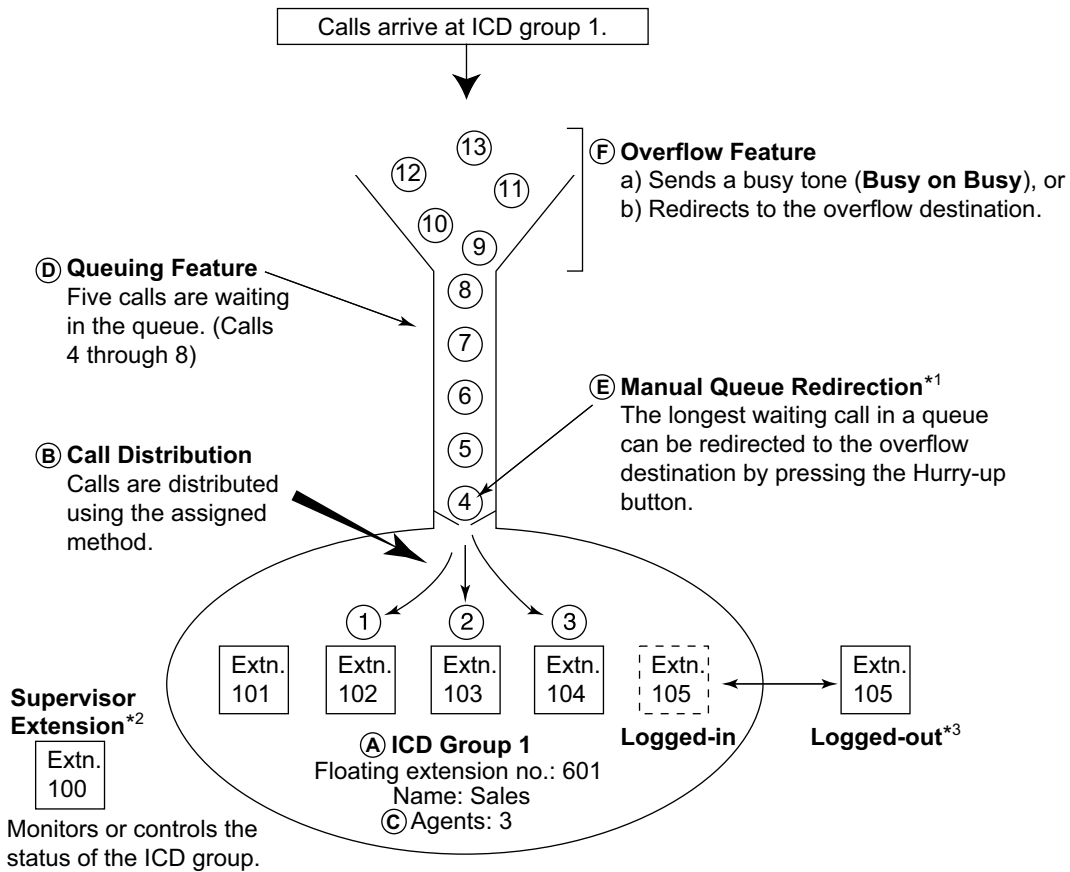 Calls arrive at ICD group 1.
13
12
11
10
9
8
7
6
5
4
F Overflow Feature
a) Sends a busy tone (Busy on Busy), or
b) Redirects to the overflow destination.
D Queuing Feature
Five calls are waiting
in the queue. (Calls
4 through 8)
E Manual Queue Redirection*1
The longest waiting call in a queue
can be redirected to the overflow
destination by pressing the Hurry-up
button.
B Call Distribution
Calls are distributed
using the assigned
method.
1 2 3
Extn.
101
Extn.
102
Extn.
103
Extn.
104
Extn.
105
Logged-in
Extn.
105
Logged-out*3
Supervisor
Extension*2
Extn.
100
Monitors or controls the
status of the ICD group.
A ICD Group 1
Floating extension no.: 601
Name: Sales
C Agents: 3